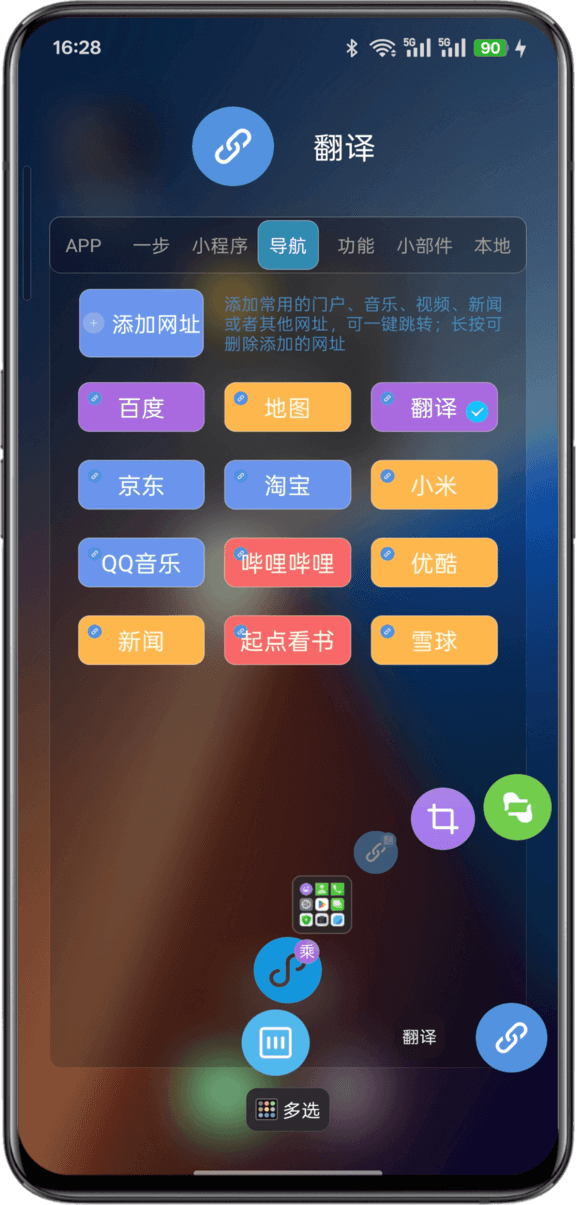 16:28
5G
5G
90
翻译
APP
一步
小程序
导航
功能
小部件
本地
+ 添加网址
添加常用的门户、音乐、视频、新闻
或者其他网址，可一键跳转；长按可
删除添加的网址
百度
地图
翻译
京东
淘宝
小米
QQ音乐
哔哩哔哩
优酷
新闻
起点看书
雪球
乘
翻译
多选